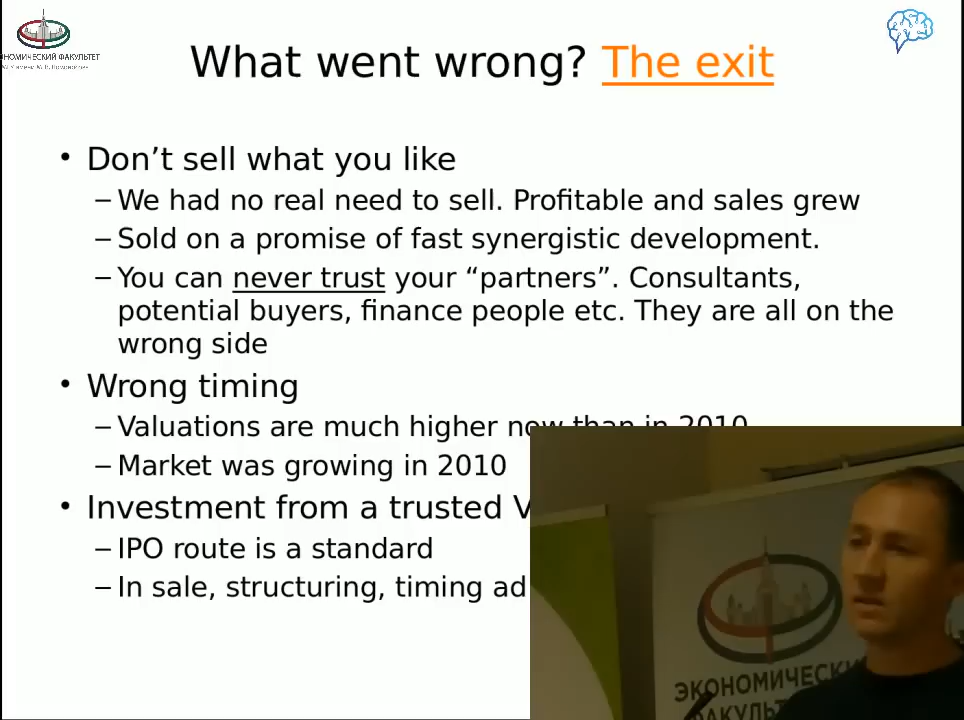 What went wrong? The exit
• Don’t sell what you like
– We had no real need to sell. Profitable and sales grew
– Sold on a promise of fast synergistic development.
– You can never trust your “partners”. Consultants,
potential buyers, finance people etc. They are all on the
wrong side
• Wrong timing
– Valuations are much higher now than in 2010
– Market was growing in 2010
• Investment from a trusted V
– IPO route is a standard
– In sale, structuring, timing ad
НОМИЧЕСКИЙ ФАКУЛЬТЕТ
ЭКОНОМИЧЕСКИ
ФАКУЛЬТ